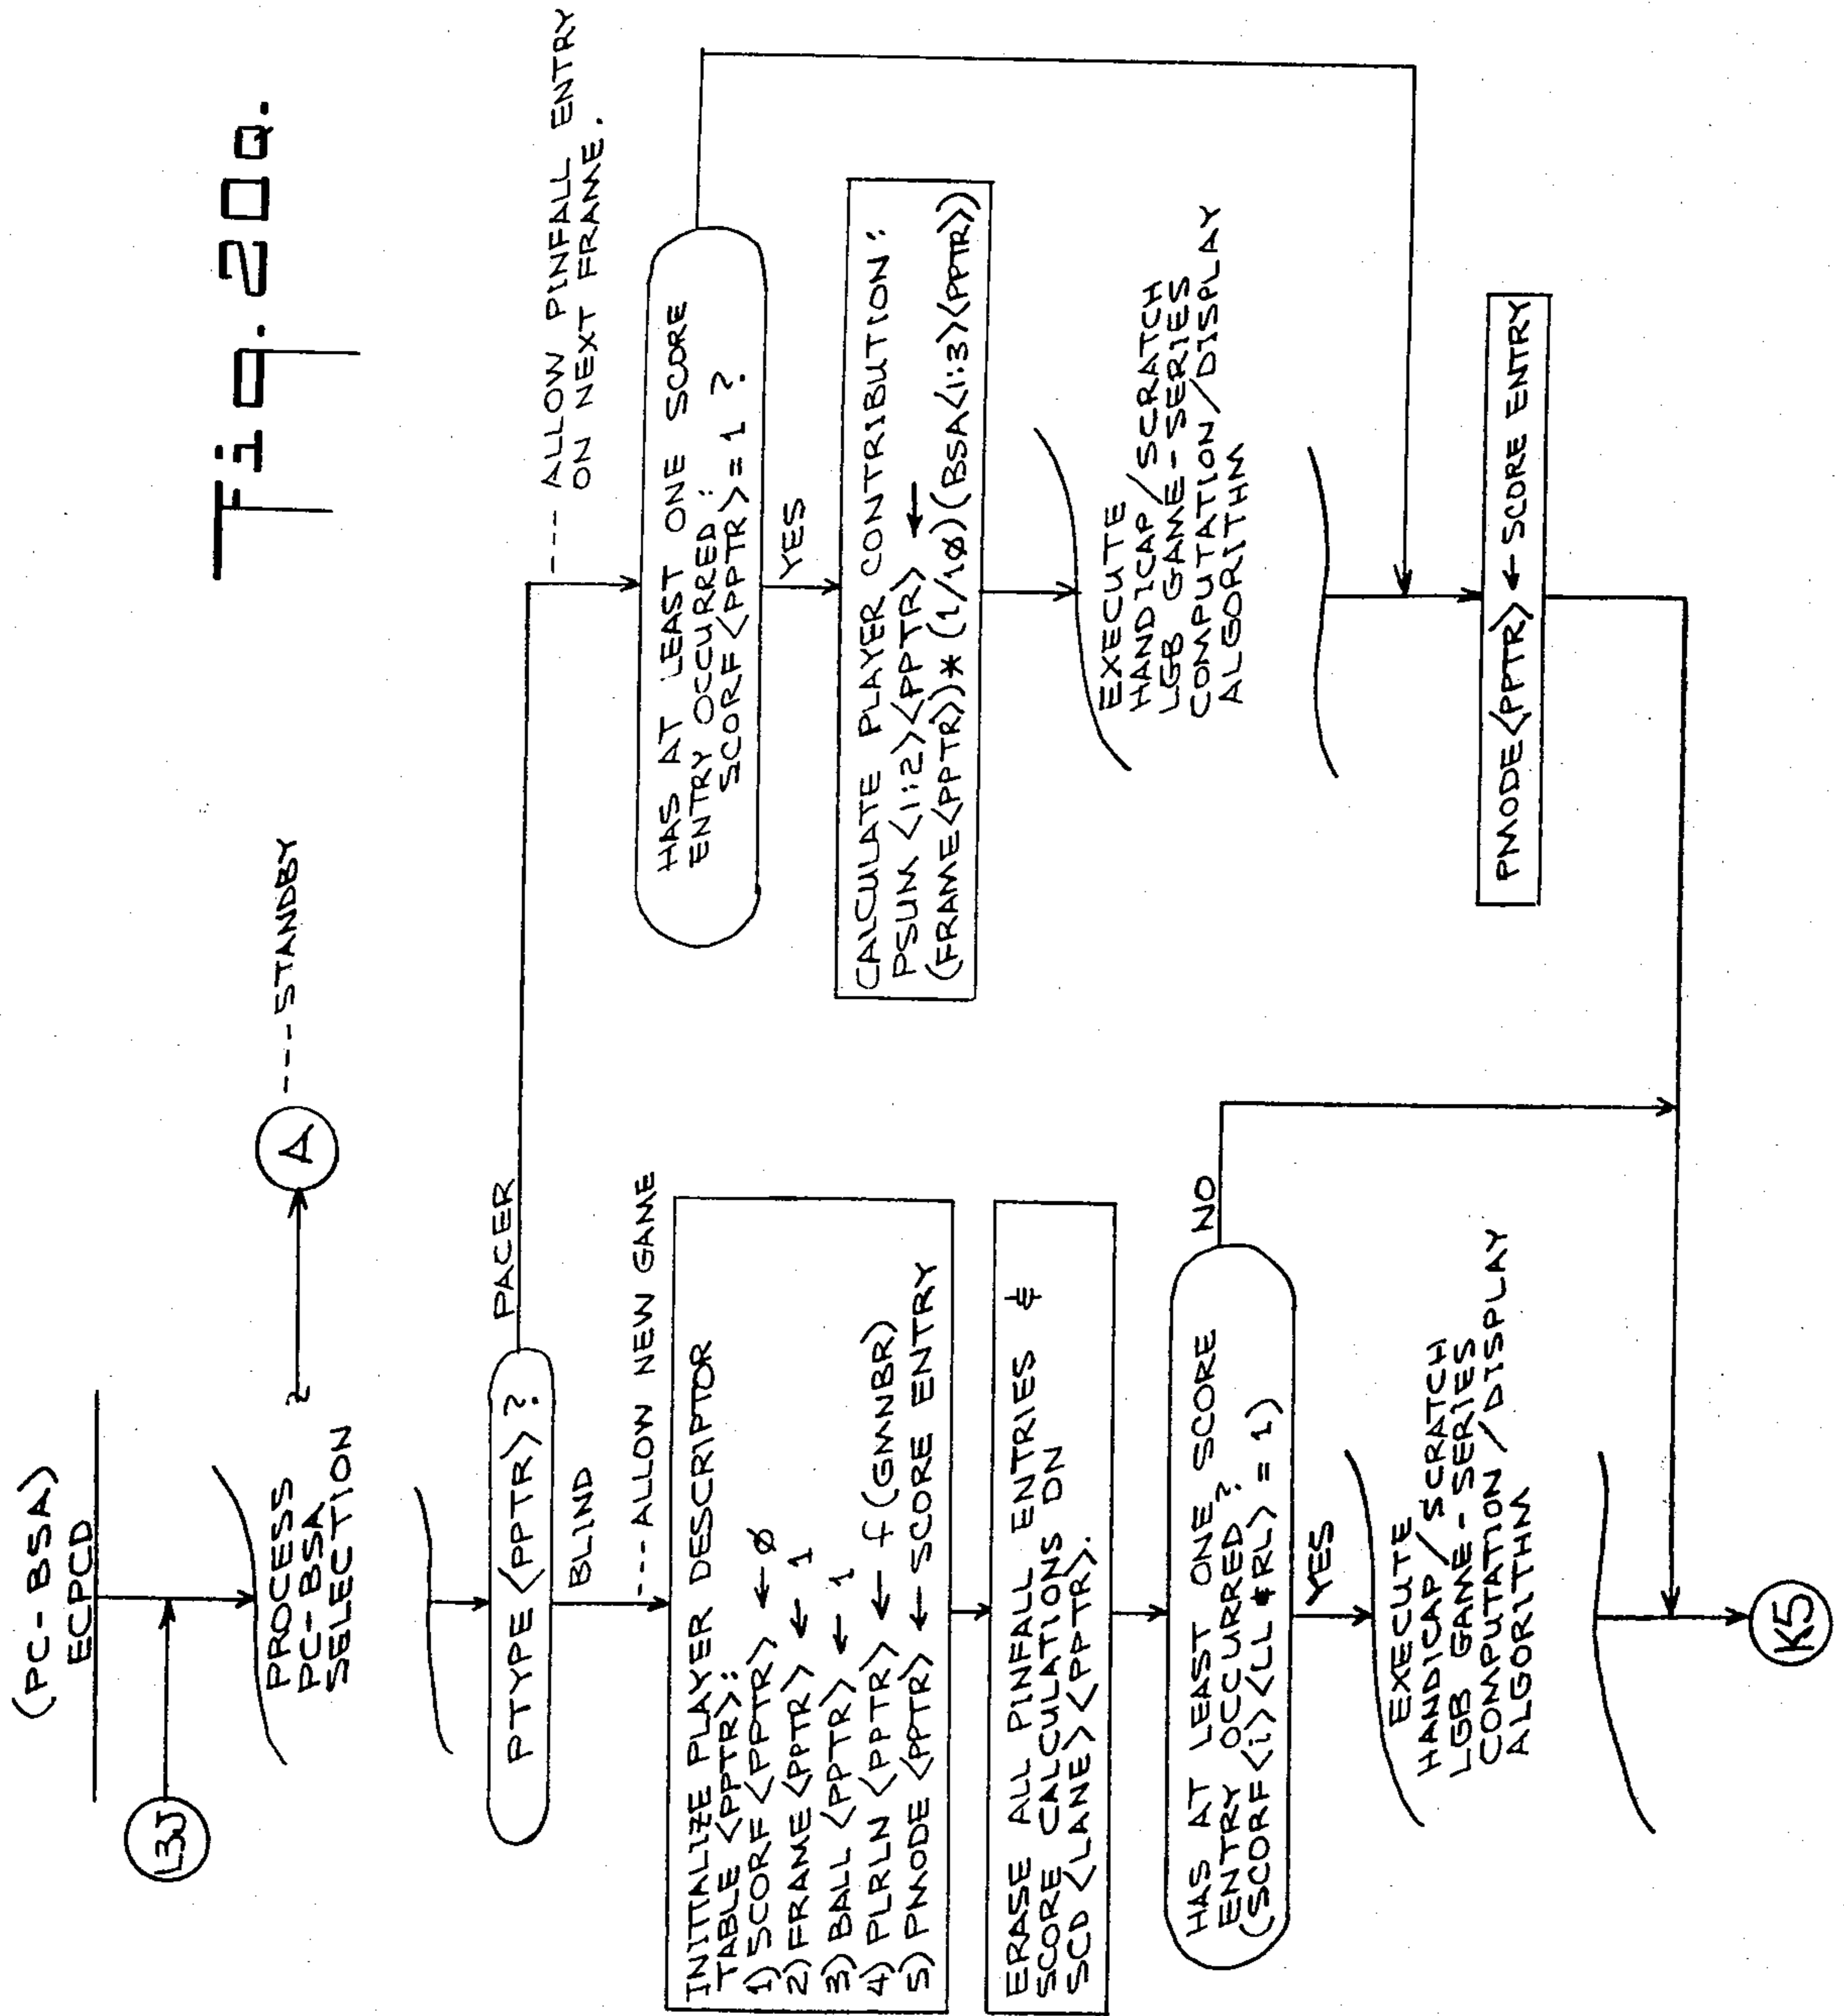 Fig. 20q.
(PC-BSA)
ECPCD
13J
PROCESS
PC-BSA ?
SELECTION
A
---STANDBY
PTYPE<PPTR>?
PACER
BLIND
---ALLOW NEW GAME
INITIALIZE PLAYER DESCRIPTOR
TABLE <PPTR>:
1) SCORF<PPTR> ← Ø
2) FRAME<PPTR> ← 1
3) BALL <PPTR> ← 1
4) PLRLN <PPTR> ← f(GMNBR)
5) PMODE <PPTR> ← SCORE ENTRY
ERASE ALL PINFALL ENTRIES &
SCORE CALCULATIONS ON
SCD <LANE><PPTR>.
HAS AT LEAST ONE SCORE
ENTRY OCCURRED?
(SCORF<i><LL &RL> = 1)
NO
YES
EXECUTE
HANDICAP/SCRATCH
LGB GAME-SERIES
COMPUTATION/DISPLAY
ALGORITHM
K5
--- ALLOW PINFALL ENTRY
ON NEXT FRAME.
HAS AT LEAST ONE SCORE
ENTRY OCCURRED:
SCORF<PPTR>=1 ?
YES
CALCULATE PLAYER CONTRIBUTION:
PSUM <1:2><PPTR> ←
(FRAME<PPTR>)*(1/1Ø)(BSA<1:3><PPTR>)
EXECUTE
HANDICAP/SCRATCH
LGB GAME-SERIES
COMPUTATION/DISPLAY
ALGORITHM
PMODE<PPTR> ← SCORE ENTRY